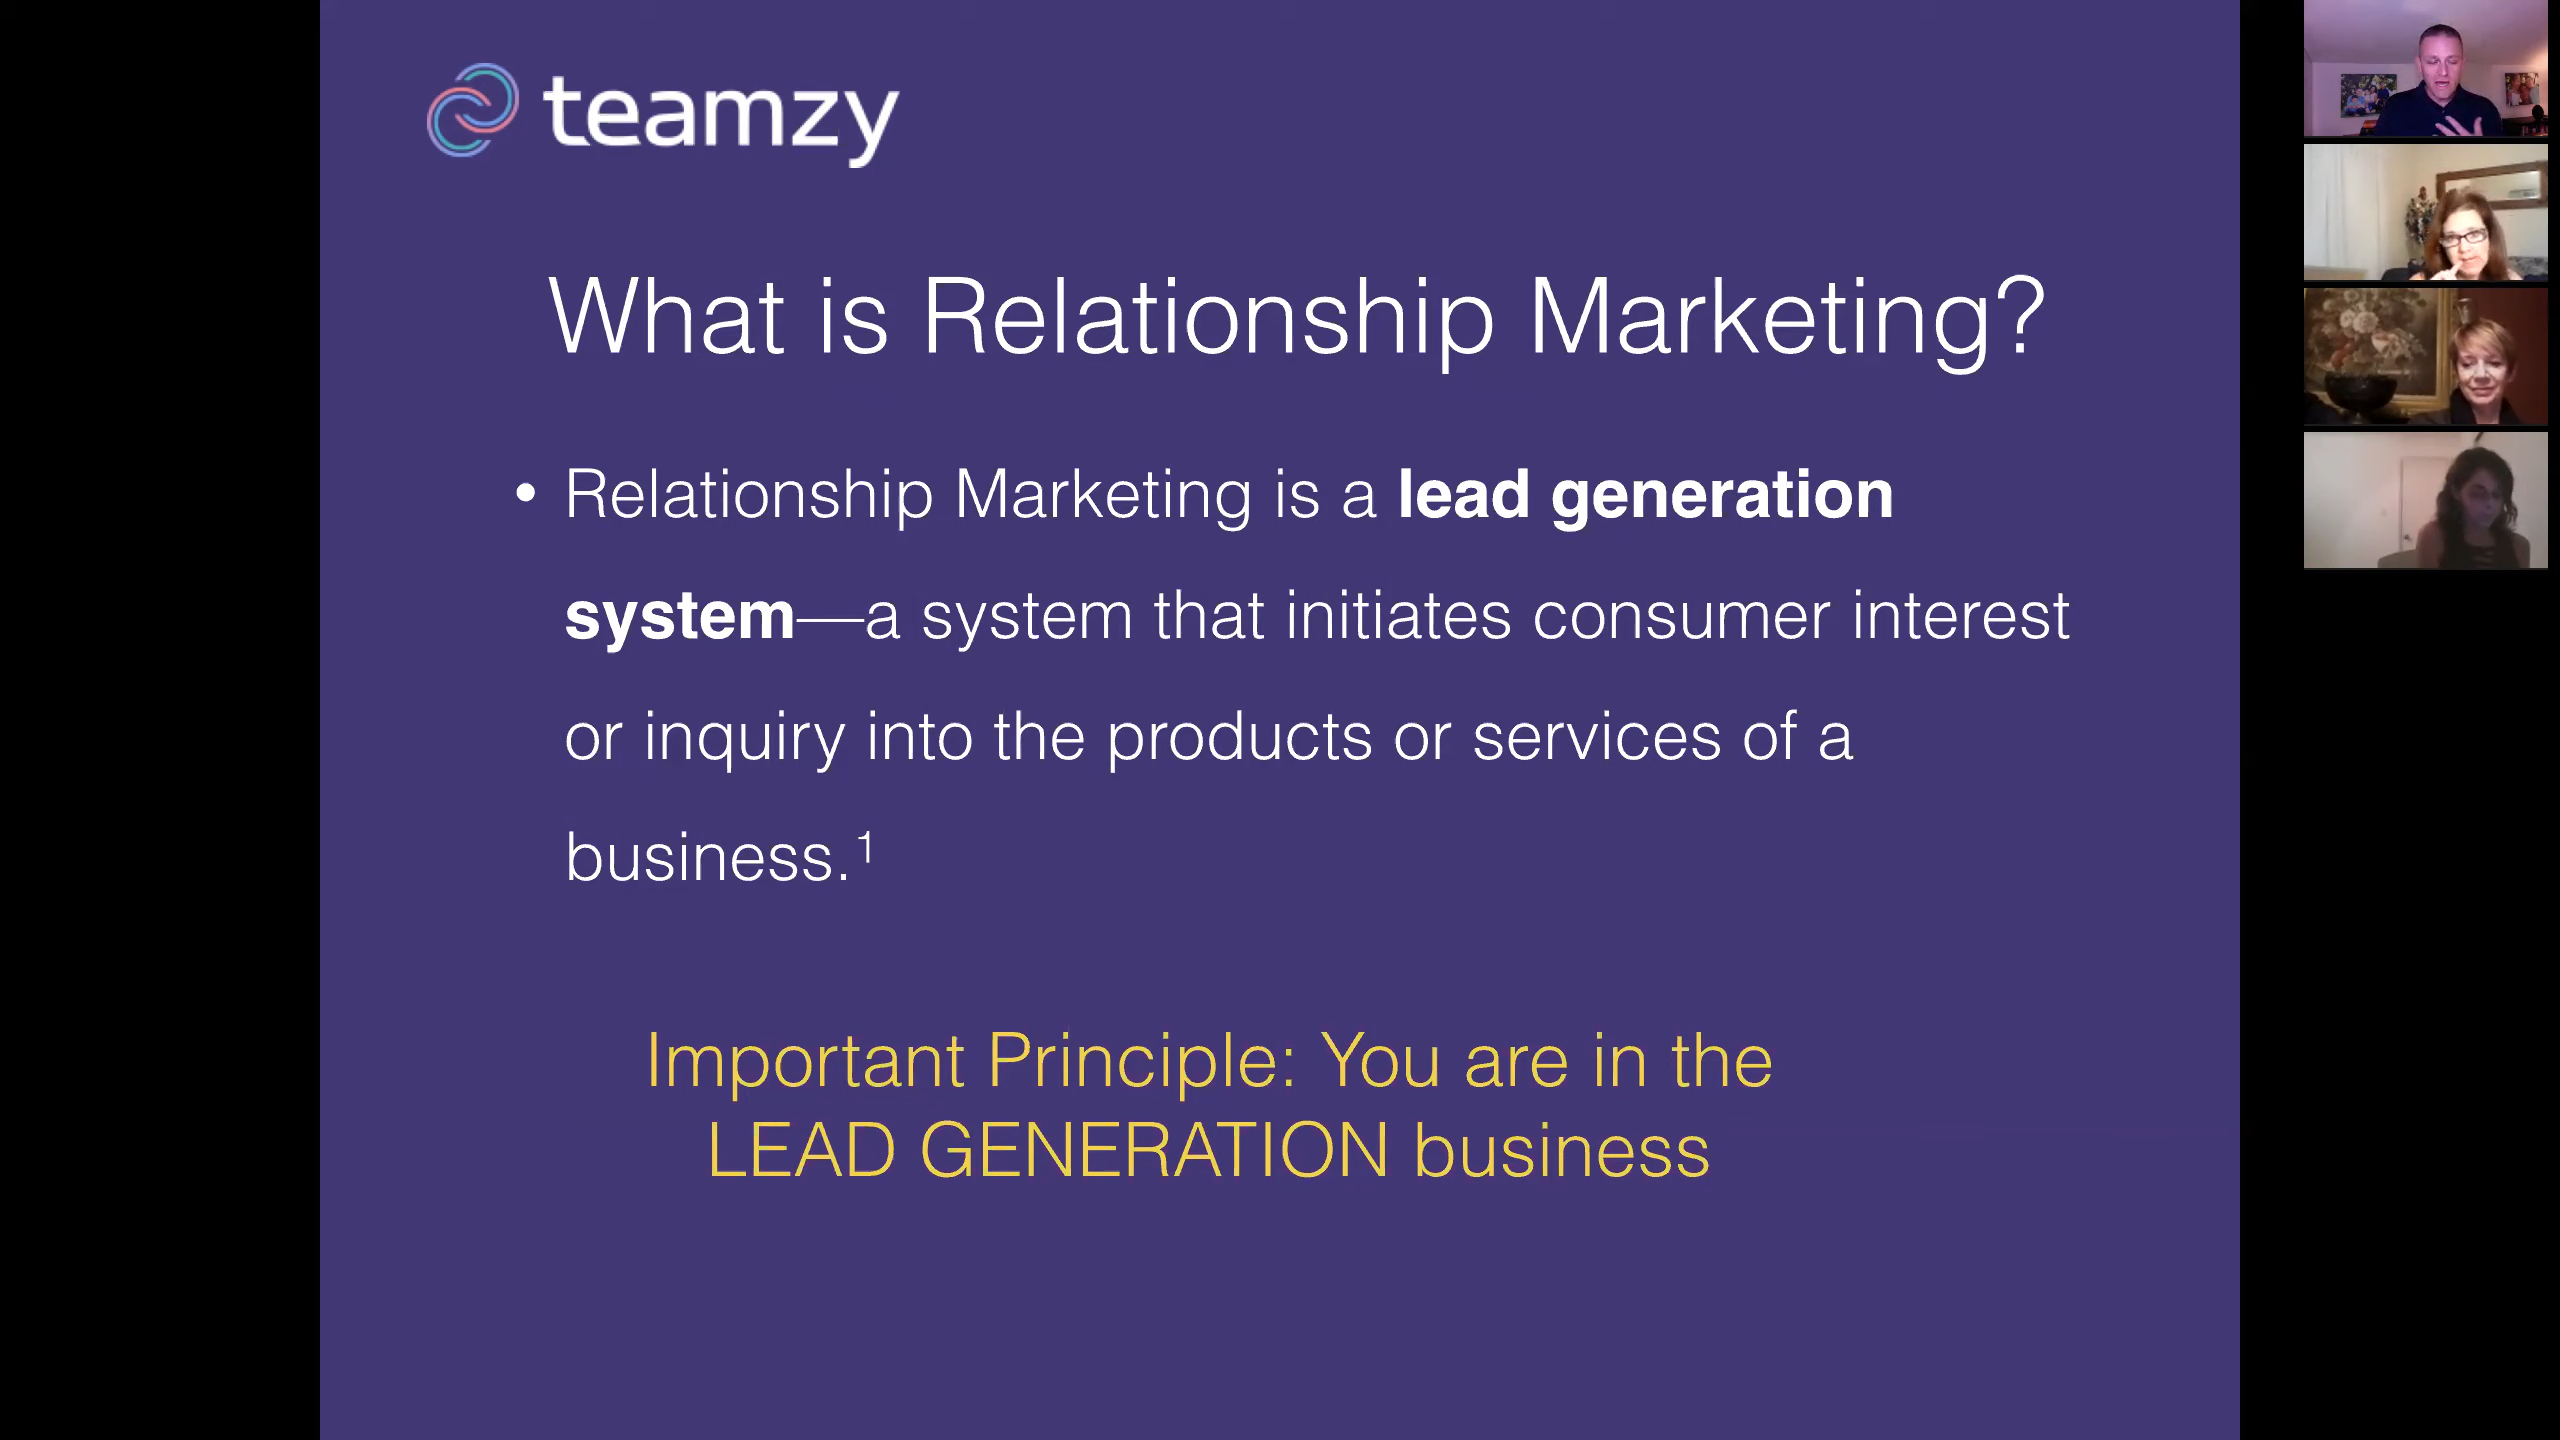 teamzy
What is Relationship Marketing?
• Relationship Marketing is a lead generation
system—a system that initiates consumer interest
or inquiry into the products or services of a
business.¹
Important Principle: You are in the
LEAD GENERATION business